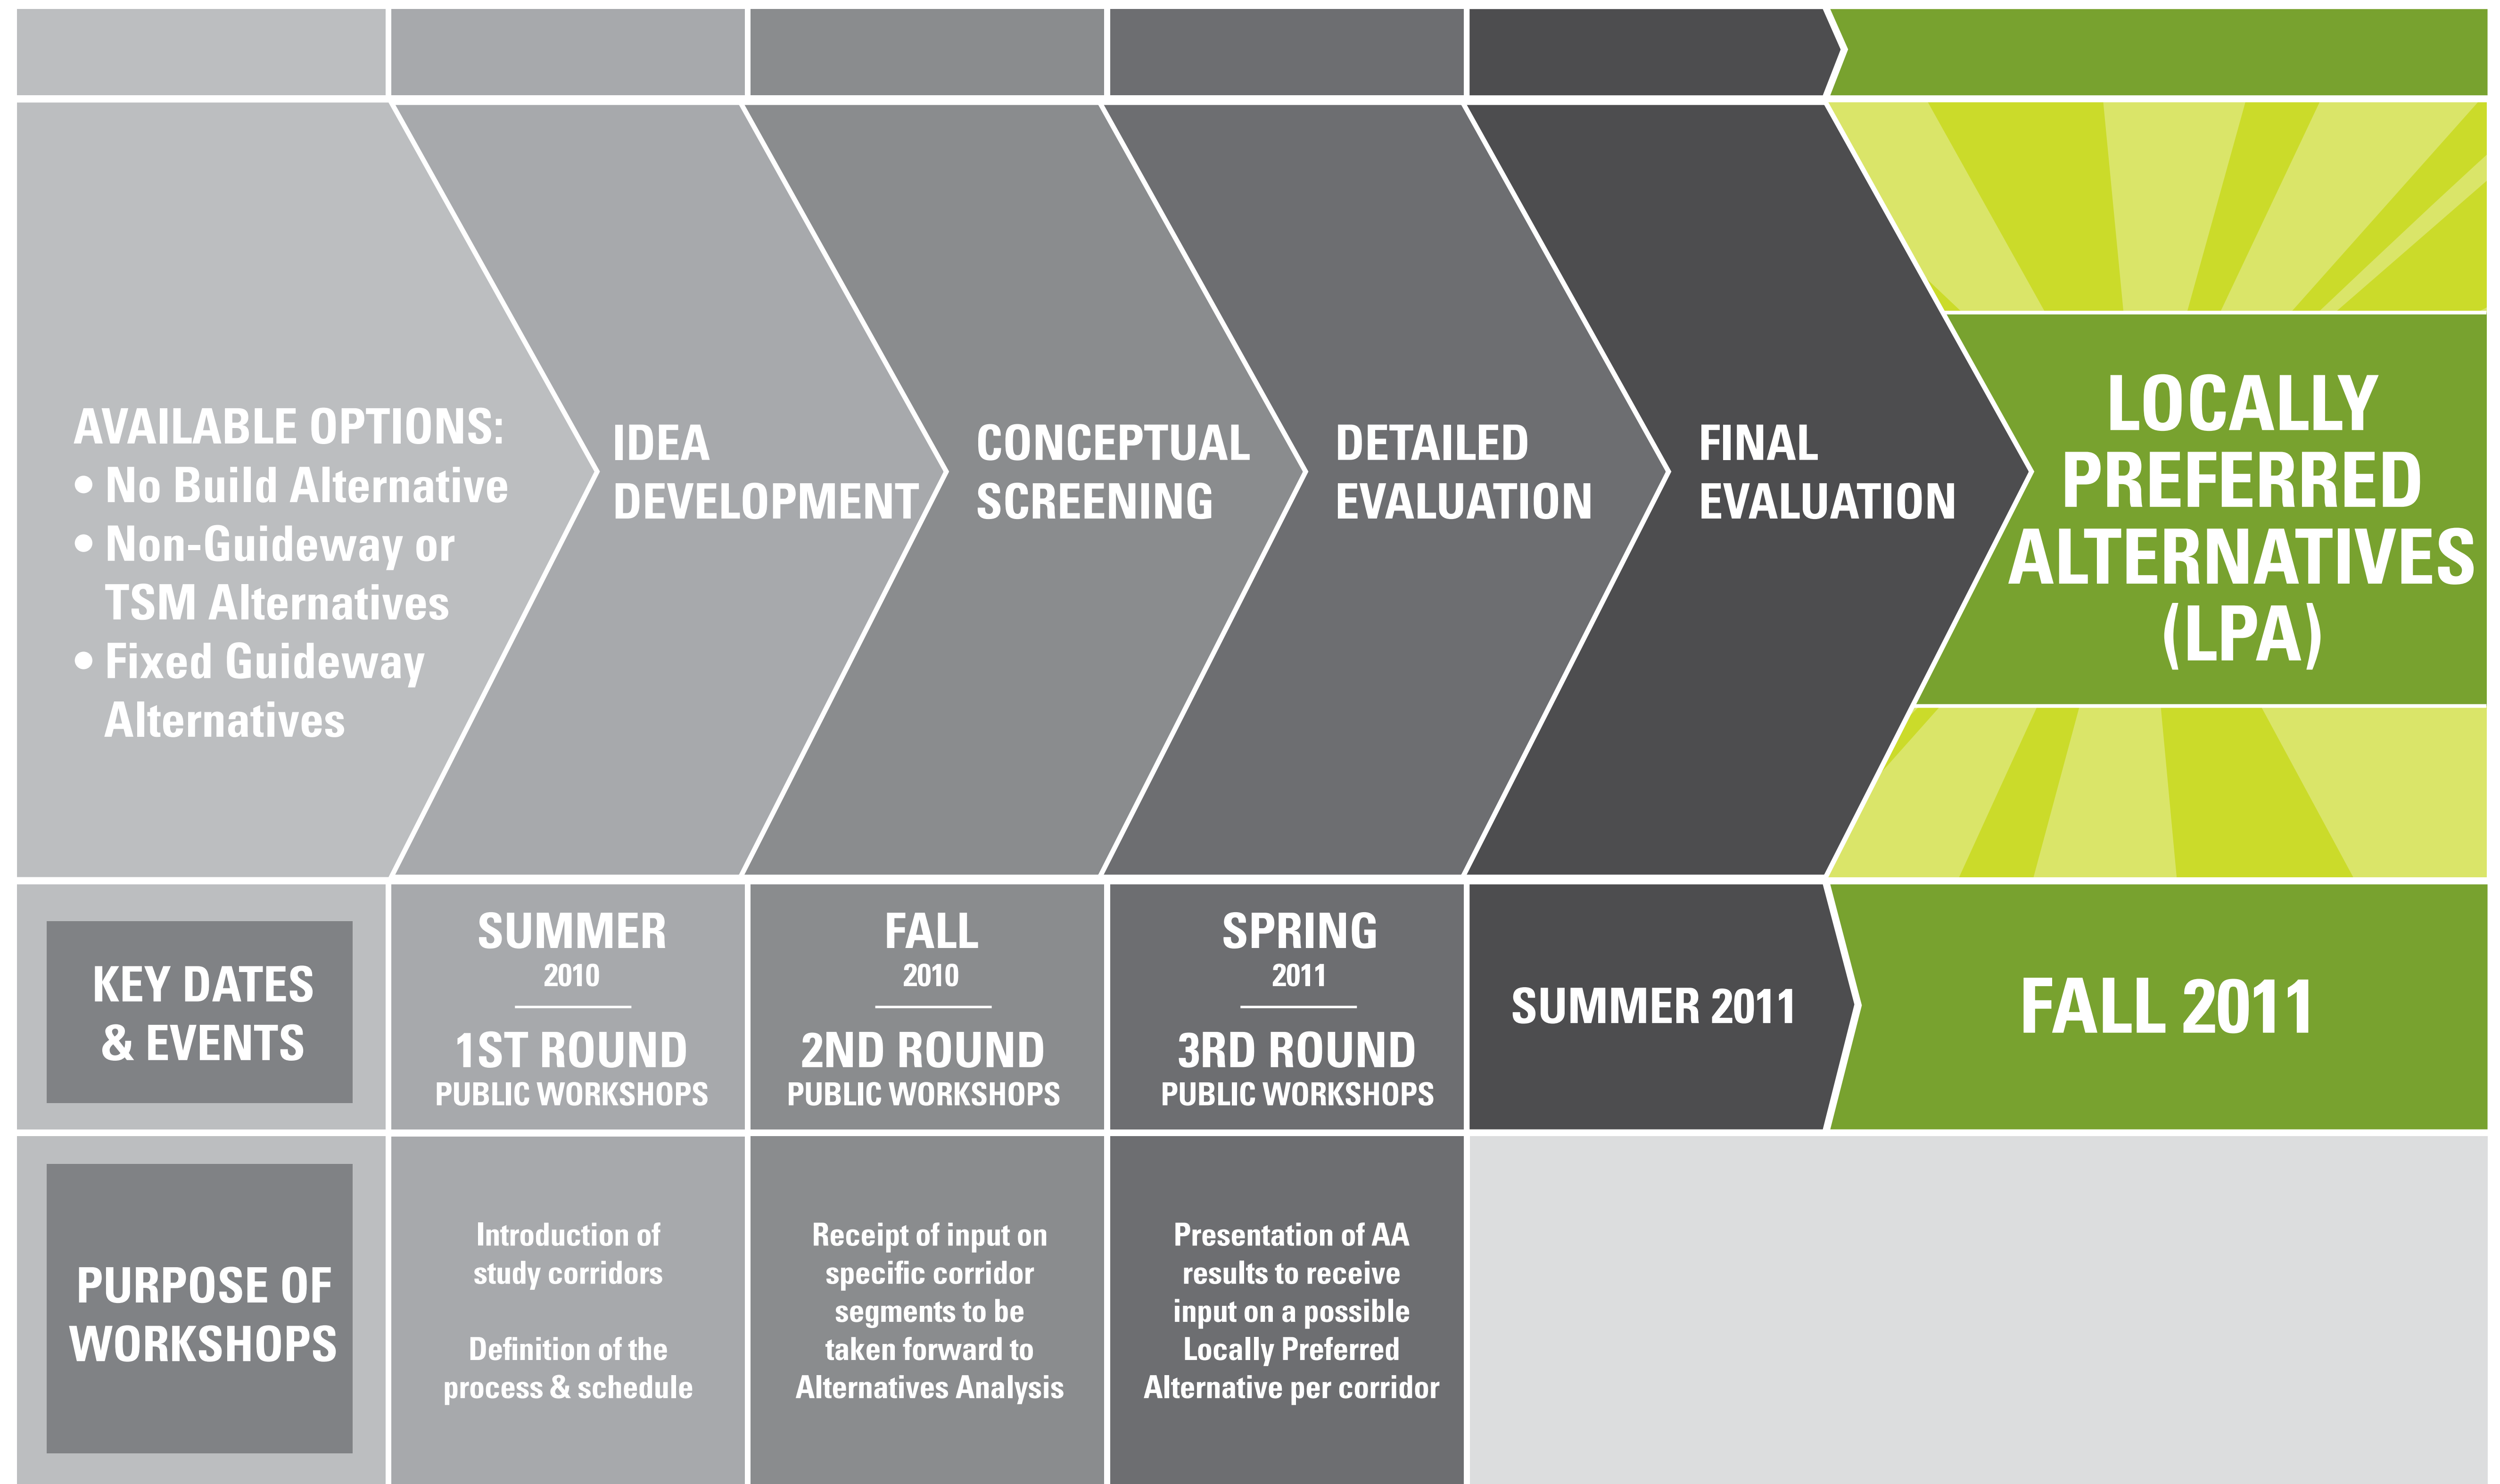 AVAILABLE OPTIONS:
• No Build Alternative
• Non-Guideway or
TSM Alternatives
• Fixed Guideway
Alternatives
IDEA
DEVELOPMENT
CONCEPTUAL
SCREENING
DETAILED
EVALUATION
FINAL
EVALUATION
LOCALLY
PREFERRED
ALTERNATIVES
(LPA)
KEY DATES
& EVENTS
SUMMER
2010
1ST ROUND
PUBLIC WORKSHOPS
FALL
2010
2ND ROUND
PUBLIC WORKSHOPS
SPRING
2011
3RD ROUND
PUBLIC WORKSHOPS
SUMMER 2011
FALL 2011
PURPOSE OF
WORKSHOPS
Introduction of
study corridors
Definition of the
process & schedule
Receipt of input on
specific corridor
segments to be
taken forward to
Alternatives Analysis
Presentation of AA
results to receive
input on a possible
Locally Preferred
Alternative per corridor